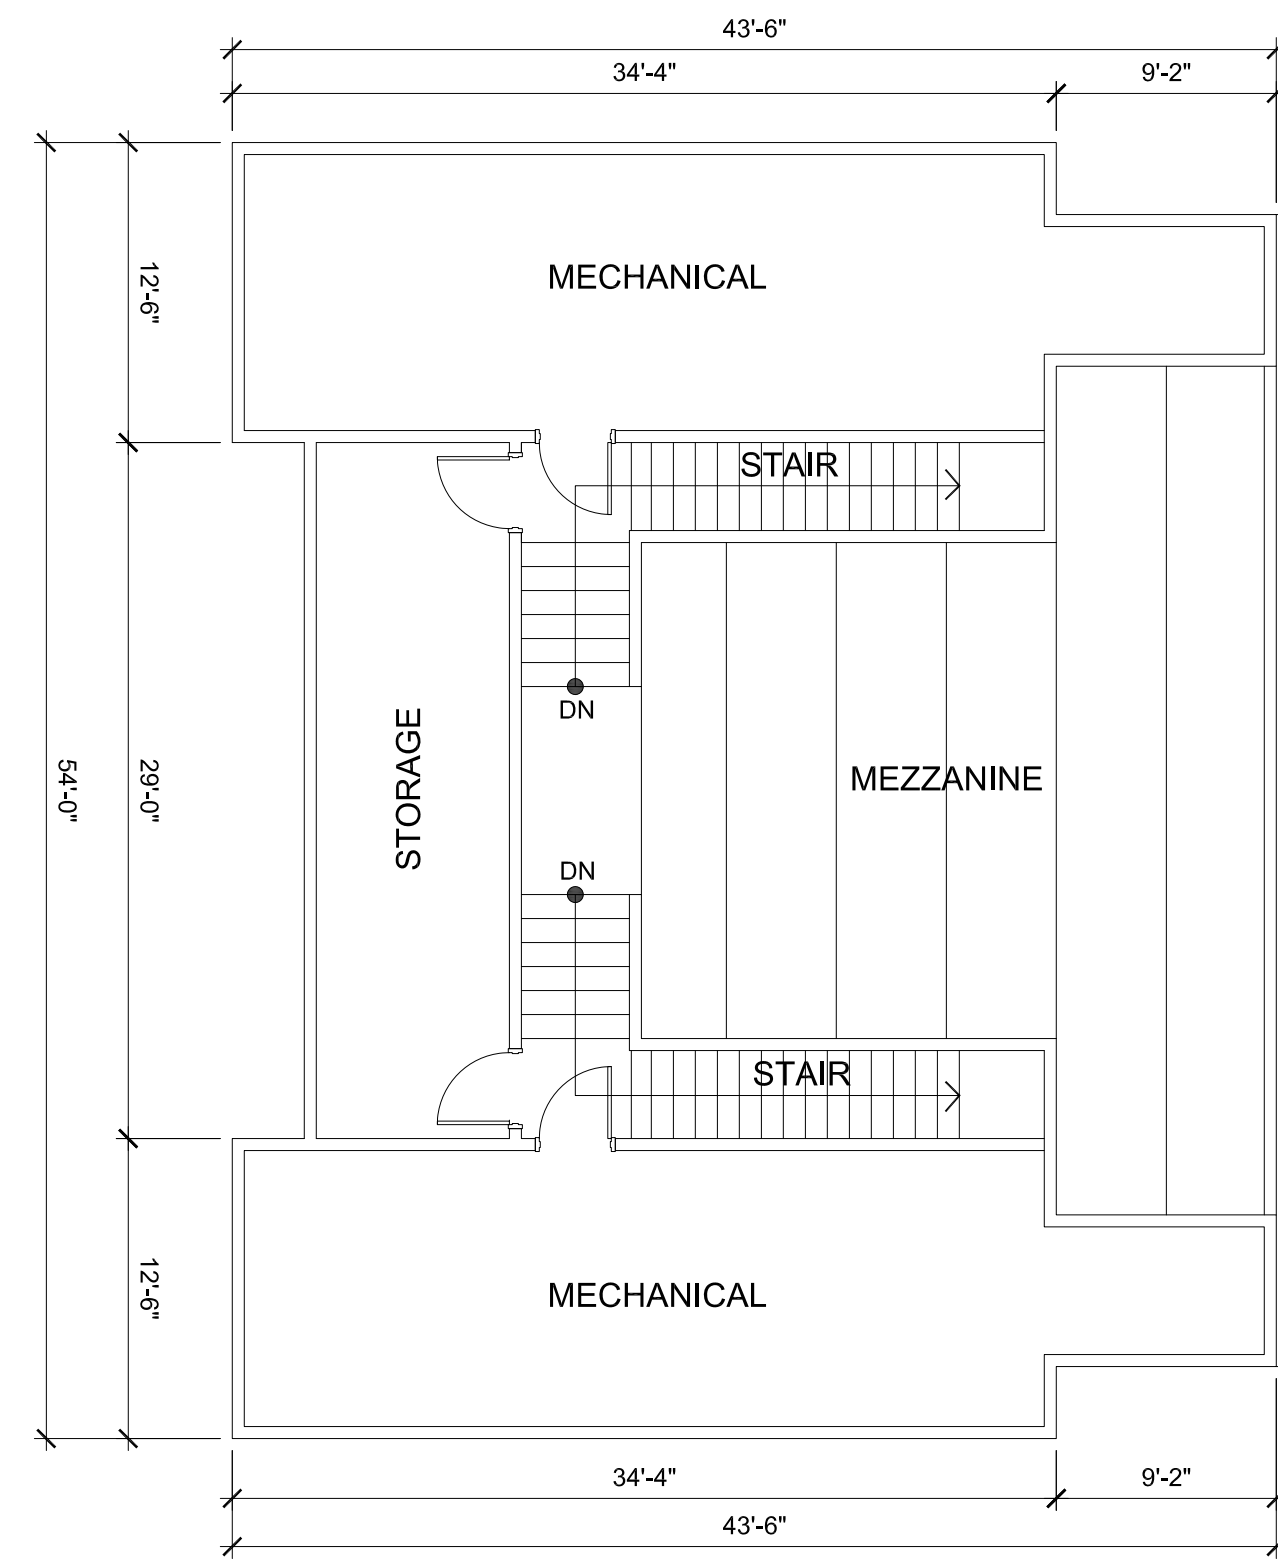 43'-6"
34'-4"
9'-2"
12'-6"
MECHANICAL
STAIR
DN
STORAGE
54'-0"
29'-0"
MEZZANINE
DN
STAIR
12'-6"
MECHANICAL
34'-4"
9'-2"
43'-6"